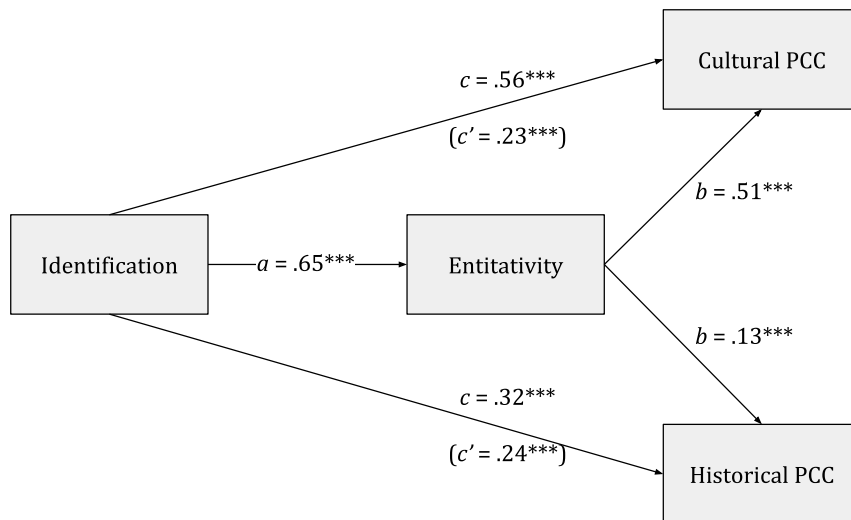 Cultural PCC
c = .56***
(c’ = .23***)
b = .51***
Identification
a = .65***
Entitativity
b = .13***
c = .32***
(c’ = .24***)
Historical PCC